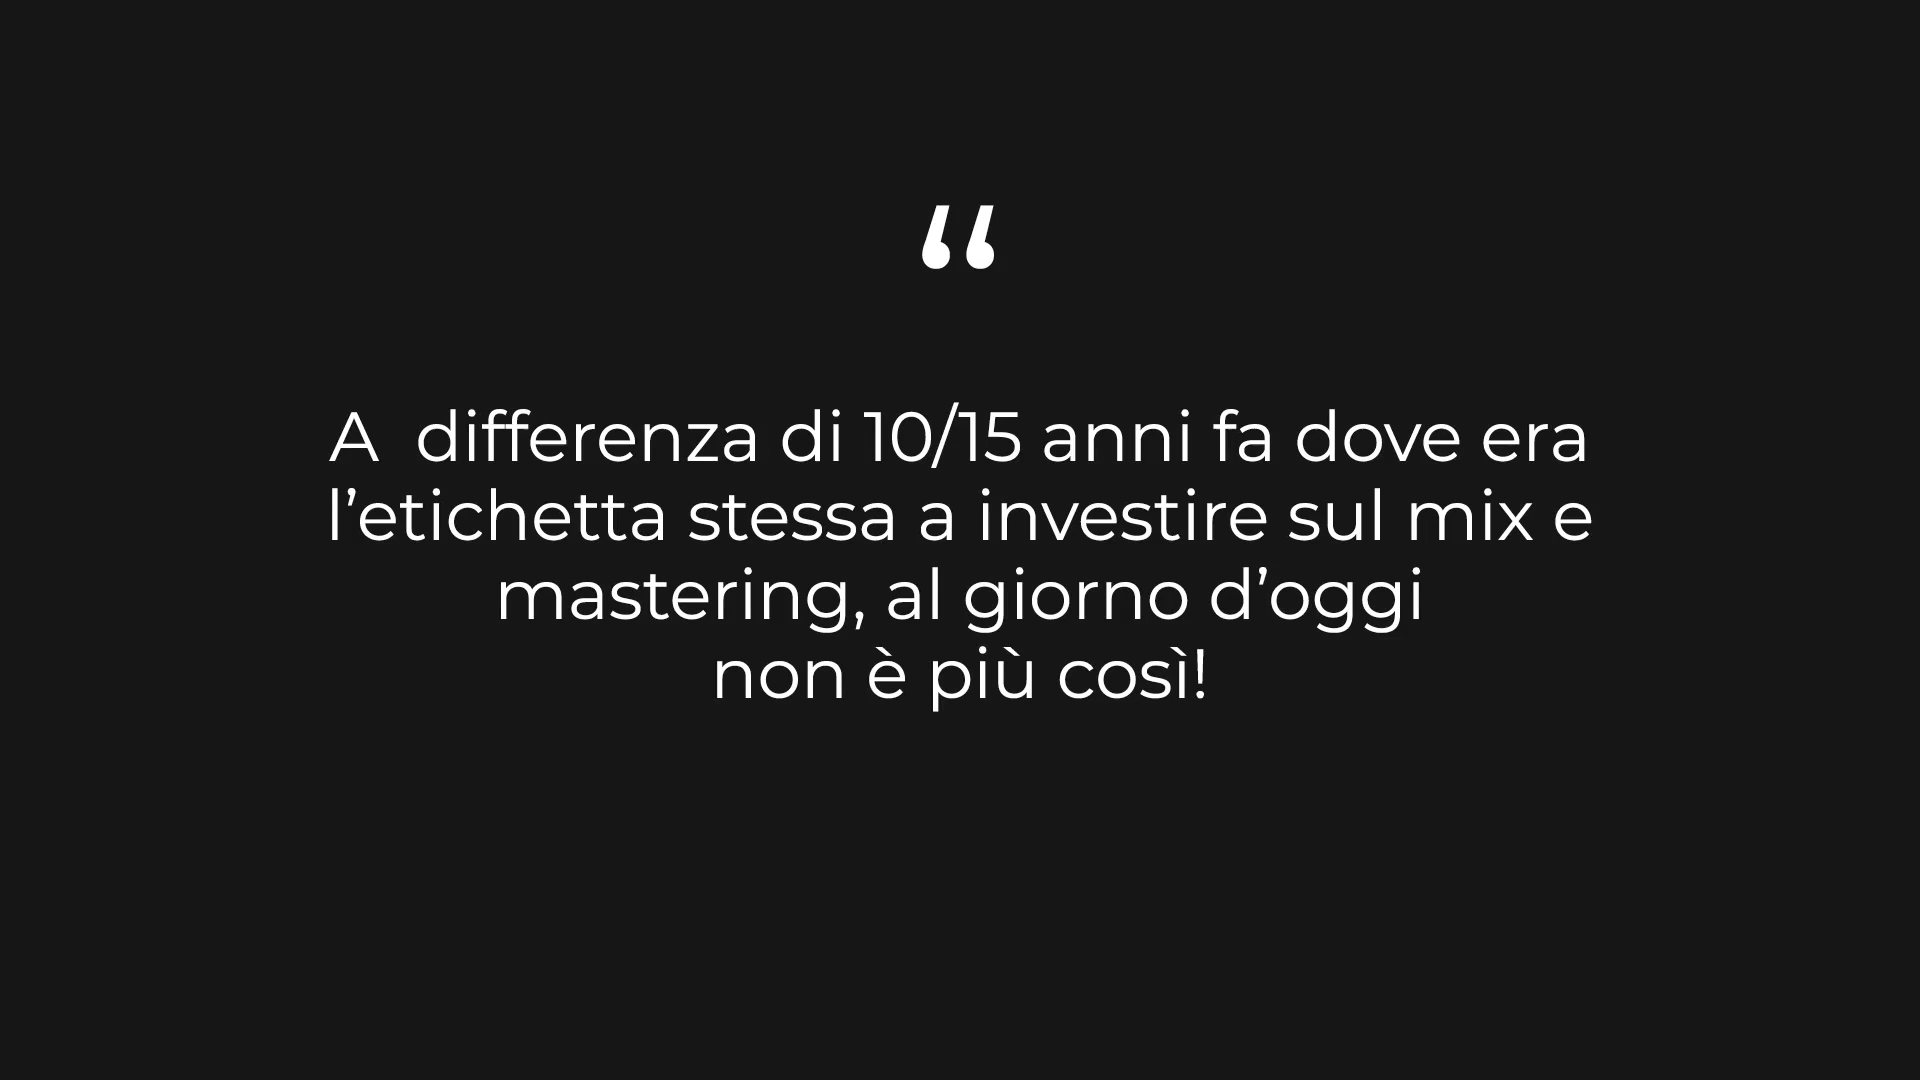 “
A  differenza di 10/15 anni fa dove era
l’etichetta stessa a investire sul mix e
mastering, al giorno d’oggi
non è più così!